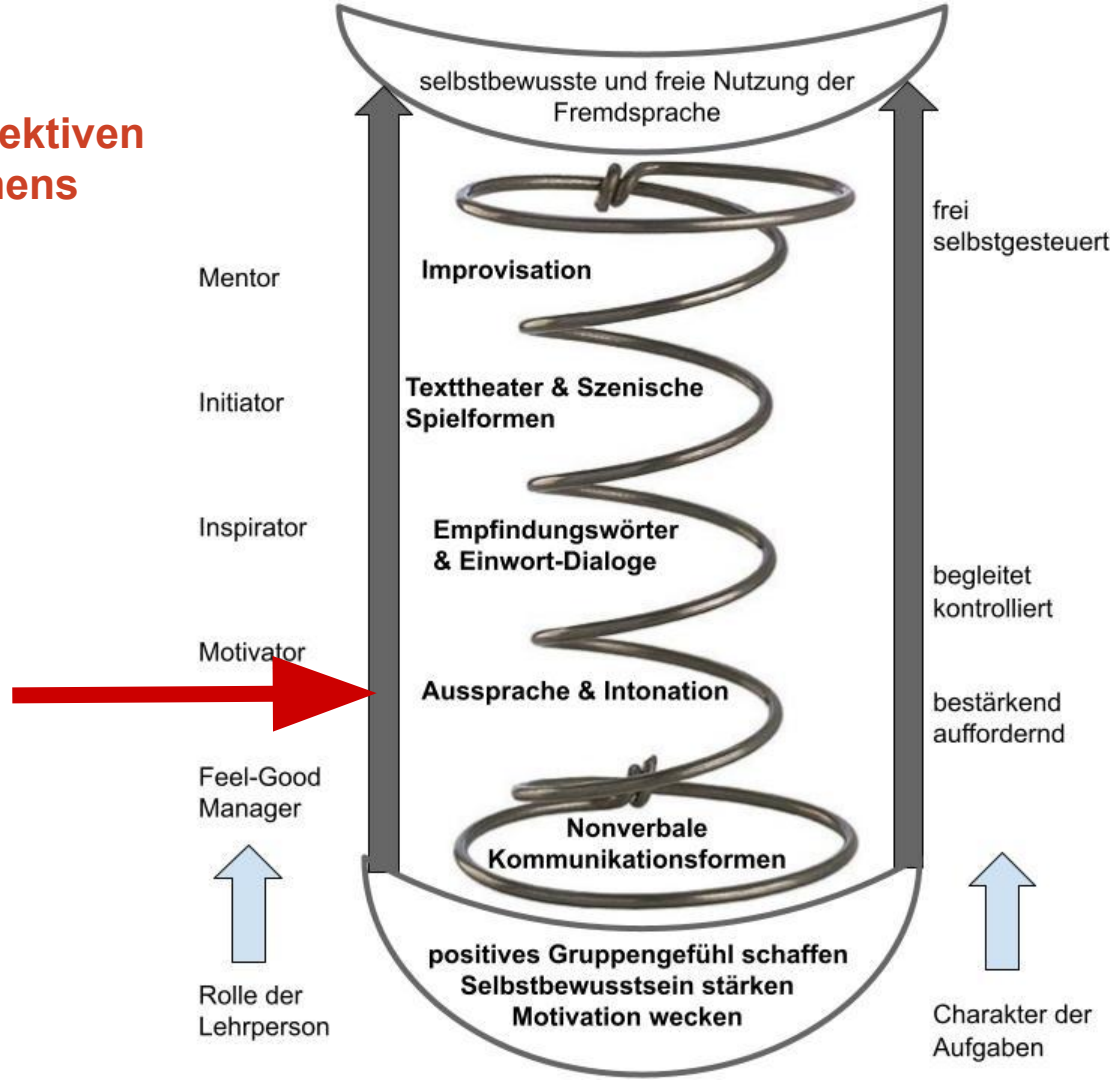 selbstbewusste und freie Nutzung der
Fremdsprache
ektiven
frei
selbstgesteuert
Mentor
Improvisation
Initiator
Texttheater & Szenische
Spielformen
Inspirator
Empfindungswörter
& Einwort-Dialoge
begleitet
kontrolliert
Motivator
Aussprache & Intonation
bestärkend
auffordernd
Feel-Good
Manager
Nonverbale
Kommunikationsformen
positives Gruppengefühl schaffen
Selbstbewusstsein stärken
Motivation wecken
Rolle der
Lehrperson
Charakter der
Aufgaben